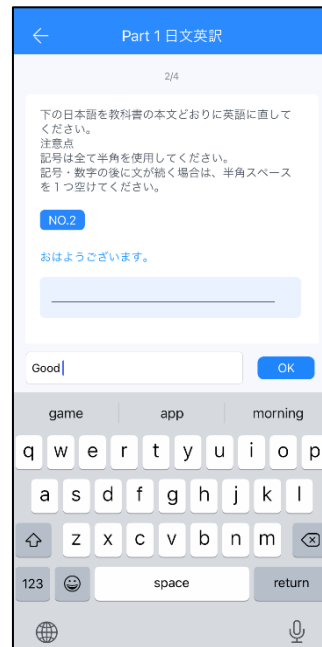 Part 1 日文英訳
2/4
下の日本語を教科書の本文どおりに英語に直して
ください。
注意点
記号は全て半角を使用してください。
記号・数字の後に文が続く場合は、半角スペース
を1つ空けてください。
NO.2
おはようございます。
Good
OK
game app morning
q w e r t y u i o p
a s d f g h j k l
z x c v b n m
123 space return